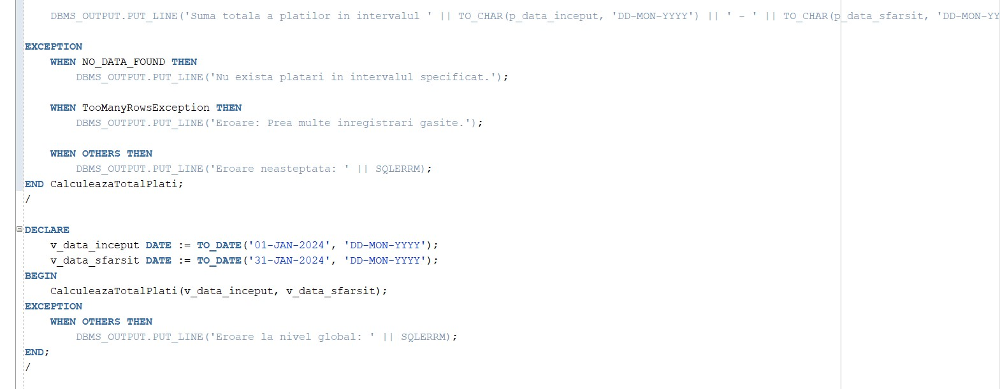 DBMS_OUTPUT.PUT_LINE('Suma totala a platilor in intervalul ' || TO_CHAR(p_data_inceput, 'DD-MON-YYYY') || ' - ' || TO_CHAR(p_data_sfarsit, 'DD-MON-YY
EXCEPTION
WHEN NO_DATA_FOUND THEN
DBMS_OUTPUT.PUT_LINE('Nu exista platari in intervalul specificat.');
WHEN TooManyRowsException THEN
DBMS_OUTPUT.PUT_LINE('Eroare: Prea multe inregistrari gasite.');
WHEN OTHERS THEN
DBMS_OUTPUT.PUT_LINE('Eroare neasteptata: ' || SQLERRM);
END CalculeazaTotalPlati;
/
DECLARE
v_data_inceput DATE := TO_DATE('01-JAN-2024', 'DD-MON-YYYY');
v_data_sfarsit DATE := TO_DATE('31-JAN-2024', 'DD-MON-YYYY');
BEGIN
CalculeazaTotalPlati(v_data_inceput, v_data_sfarsit);
EXCEPTION
WHEN OTHERS THEN
DBMS_OUTPUT.PUT_LINE('Eroare la nivel global: ' || SQLERRM);
END;
/